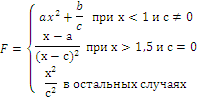 F = { ax² + b/c при x < 1 и c ≠ 0
(x − a)/(x − c)² при x > 1,5 и c = 0
x²/c² в остальных случаях